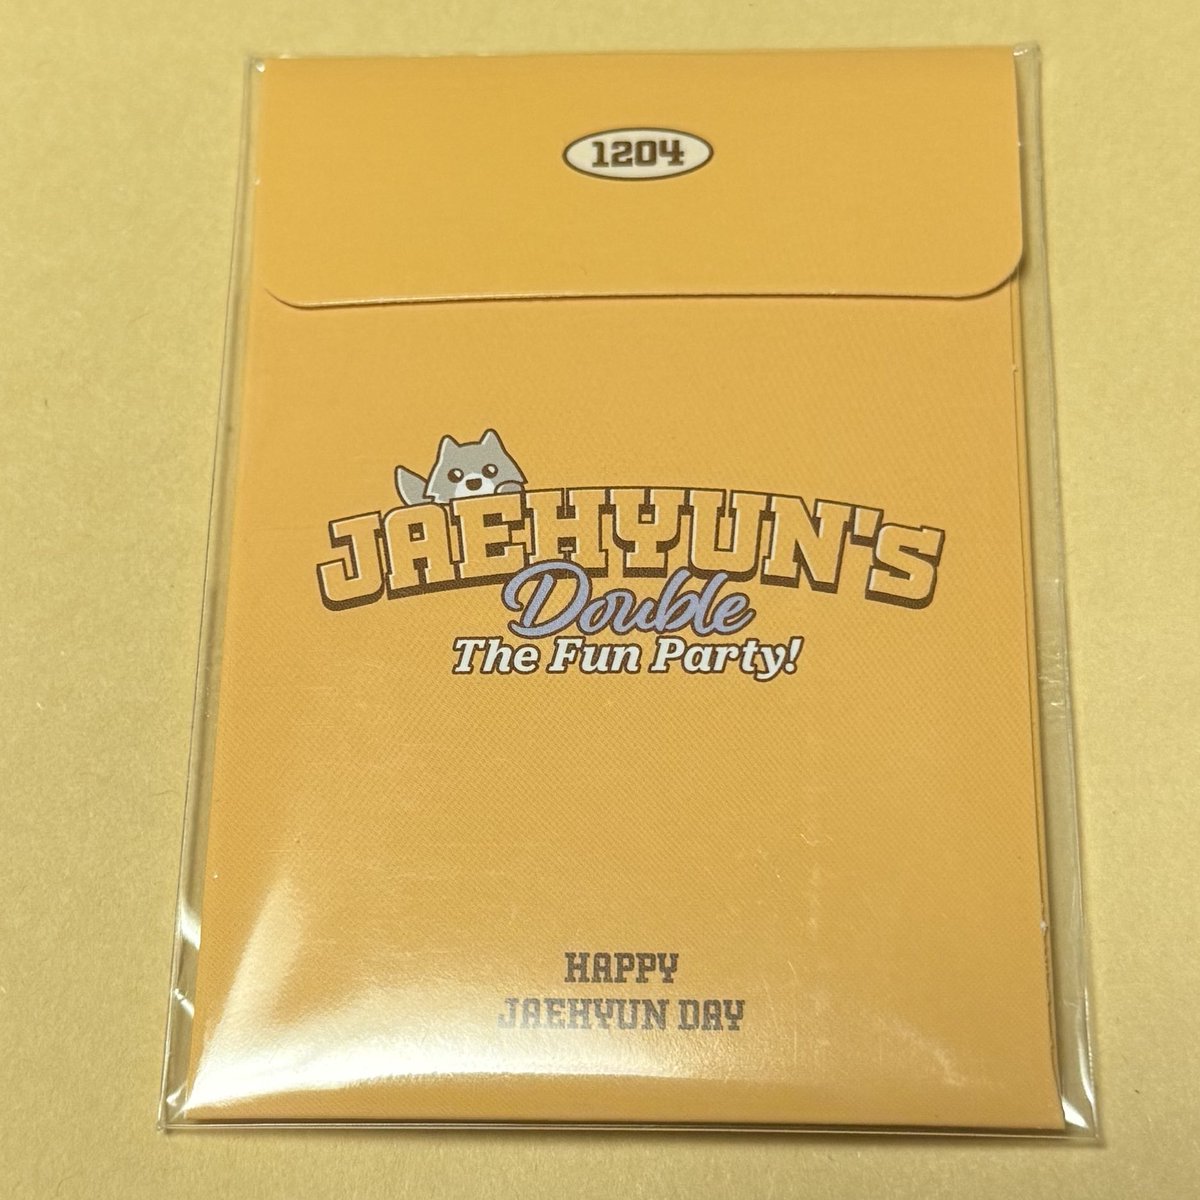 1204
JAEHYUN'S
Double
The Fun Party!
HAPPY
JAEHYUN DAY